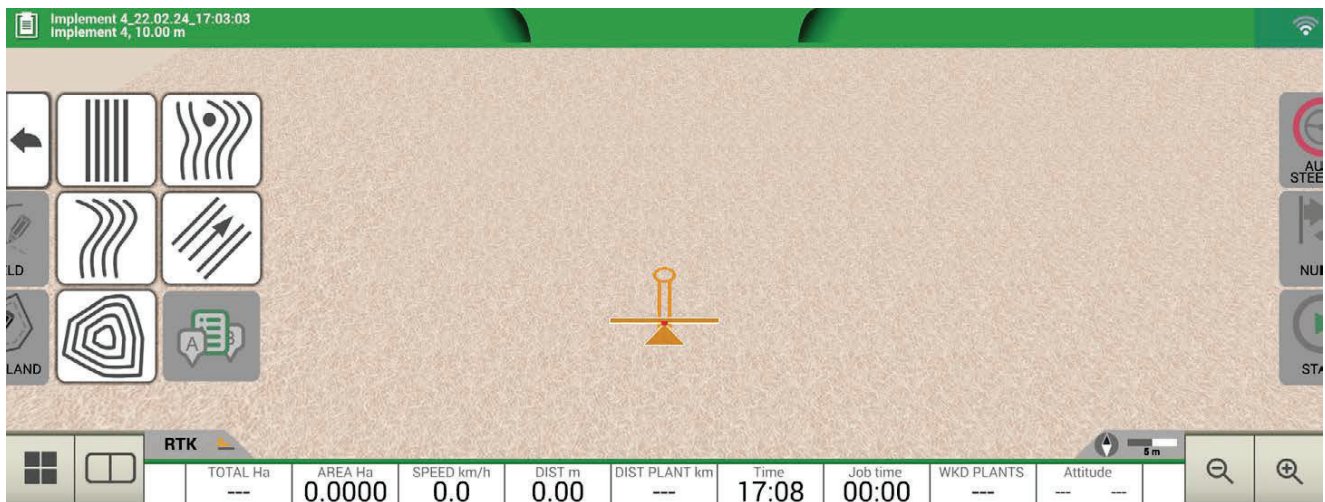 Implement 4_22.02.24_17:03:03
Implement 4, 10.00 m
AU
STEE
LD
NU
A
B
LAND
STA
RTK
5 m
TOTAL Ha
AREA Ha
SPEED km/h
DIST m
DIST PLANT km
Time
Job time
WKD PLANTS
Attitude
---
0.0000
0.0
0.00
---
17:08
00:00
---
--- ---